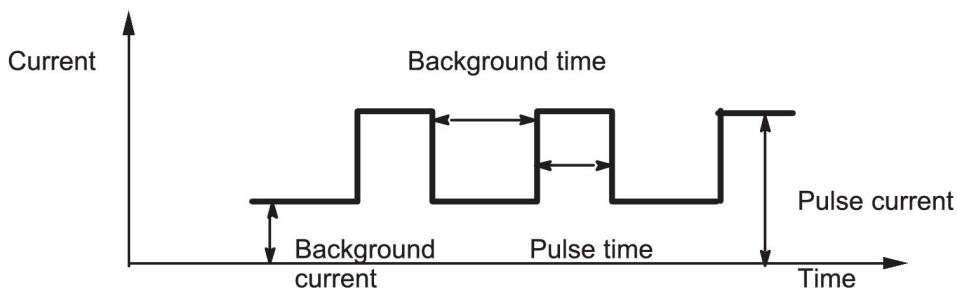 Current
Background time
Pulse current
Background
current
Pulse time
Time